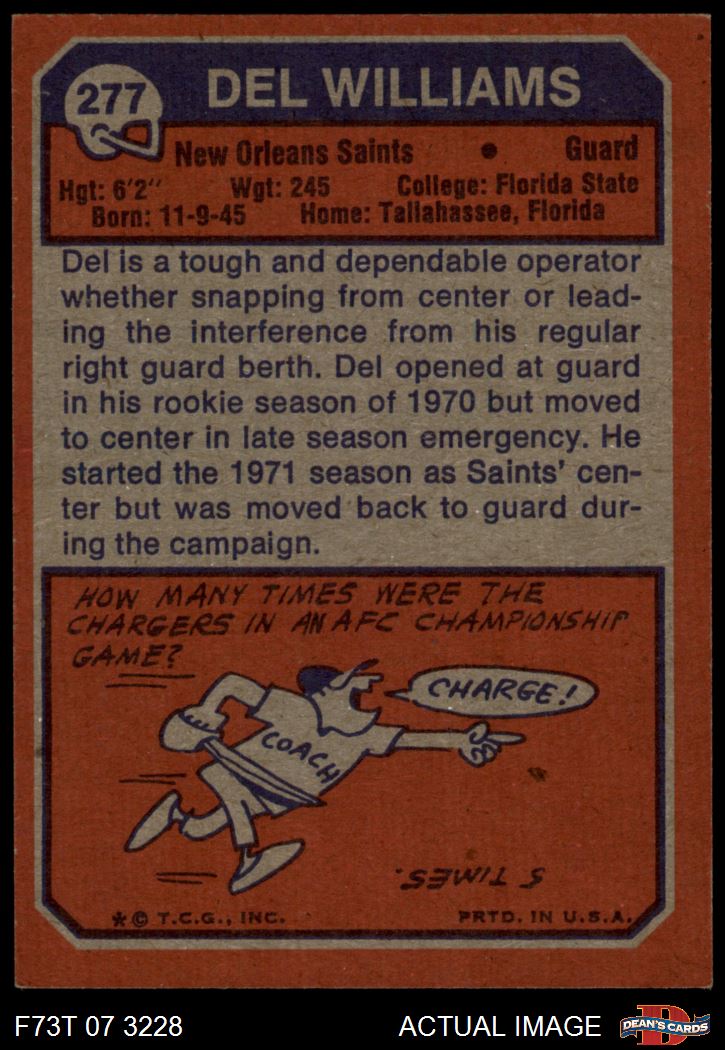 277 DEL WILLIAMS
New Orleans Saints • Guard
Hgt: 6'2" Wgt: 245 College: Florida State
Born: 11-9-45 Home: Tallahassee, Florida
Del is a tough and dependable operator
whether snapping from center or lead-
ing the interference from his regular
right guard berth. Del opened at guard
in his rookie season of 1970 but moved
to center in late season emergency. He
started the 1971 season as Saints' cen-
ter but was moved back to guard dur-
ing the campaign.
HOW MANY TIMES WERE THE
CHARGERS IN AN AFC CHAMPIONSHIP
GAME?
CHARGE!
COACH
5 TIMES.
* © T.C.G., INC. PRTD. IN U.S.A.
F73T 07 3228 ACTUAL IMAGE D DEAN'S CARDS